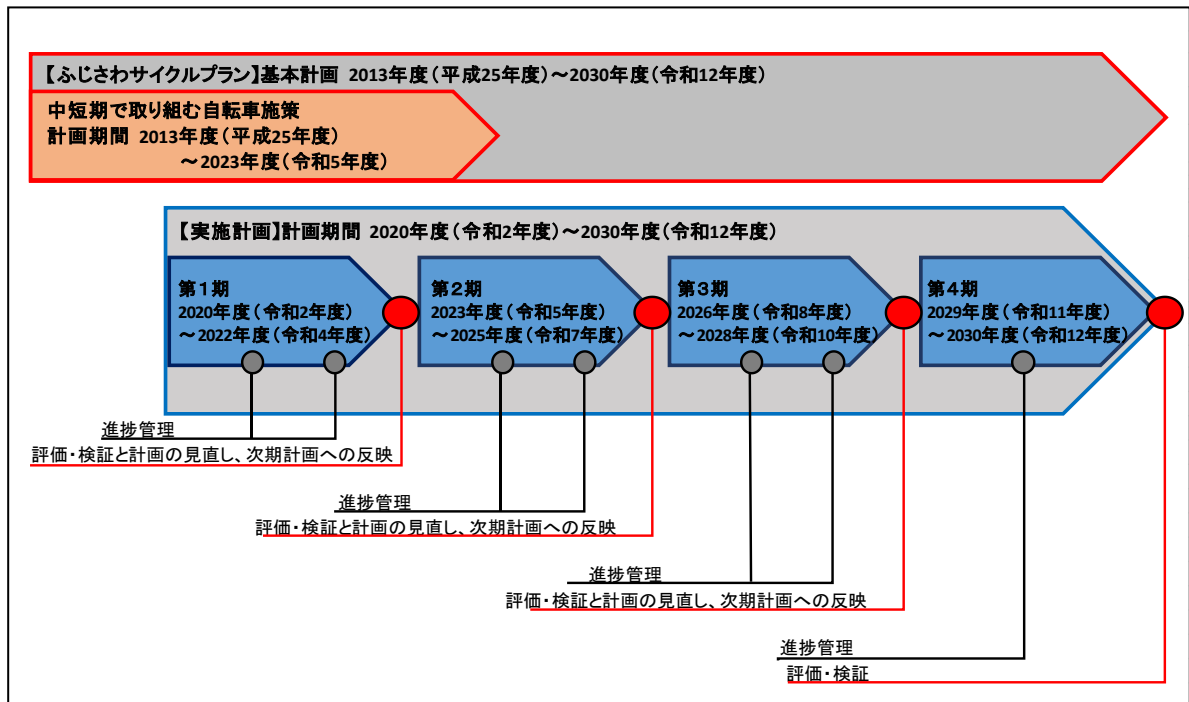 【ふじさわサイクルプラン】基本計画 2013年度(平成25年度)～2030年度(令和12年度)
中短期で取り組む自転車施策
計画期間 2013年度(平成25年度)
～2023年度(令和5年度)
【実施計画】計画期間 2020年度(令和2年度)～2030年度(令和12年度)
第1期
2020年度(令和2年度)
～2022年度(令和4年度)
第2期
2023年度(令和5年度)
～2025年度(令和7年度)
第3期
2026年度(令和8年度)
～2028年度(令和10年度)
第4期
2029年度(令和11年度)
～2030年度(令和12年度)
進捗管理
評価・検証と計画の見直し、次期計画への反映
進捗管理
評価・検証と計画の見直し、次期計画への反映
進捗管理
評価・検証と計画の見直し、次期計画への反映
進捗管理
評価・検証